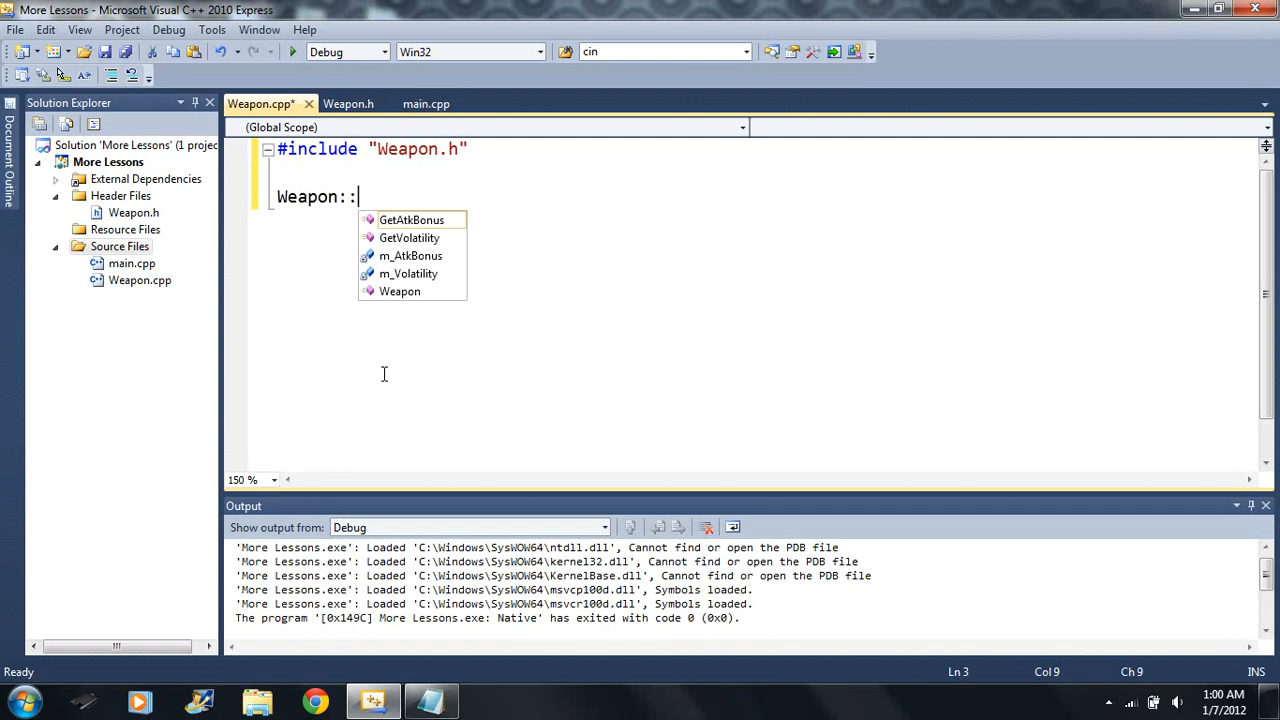 More Lessons - Microsoft Visual C++ 2010 Express
File Edit View Project Debug Tools Window Help
Debug Win32 cin
Document Outline
Solution Explorer
Solution 'More Lessons' (1 projec
More Lessons
External Dependencies
Header Files
Weapon.h
Resource Files
Source Files
main.cpp
Weapon.cpp
Weapon.cpp* Weapon.h main.cpp
(Global Scope)
#include "Weapon.h"
Weapon::
GetAtkBonus
GetVolatility
m_AtkBonus
m_Volatility
Weapon
150 %
Output
Show output from: Debug
'More Lessons.exe': Loaded 'C:\Windows\SysWOW64\ntdll.dll', Cannot find or open the PDB file
'More Lessons.exe': Loaded 'C:\Windows\SysWOW64\kernel32.dll', Cannot find or open the PDB file
'More Lessons.exe': Loaded 'C:\Windows\SysWOW64\KernelBase.dll', Cannot find or open the PDB file
'More Lessons.exe': Loaded 'C:\Windows\SysWOW64\msvcp100d.dll', Symbols loaded.
'More Lessons.exe': Loaded 'C:\Windows\SysWOW64\msvcr100d.dll', Symbols loaded.
The program '[0x149C] More Lessons.exe: Native' has exited with code 0 (0x0).
Ready Ln 3 Col 9 Ch 9 INS
1:00 AM
1/7/2012